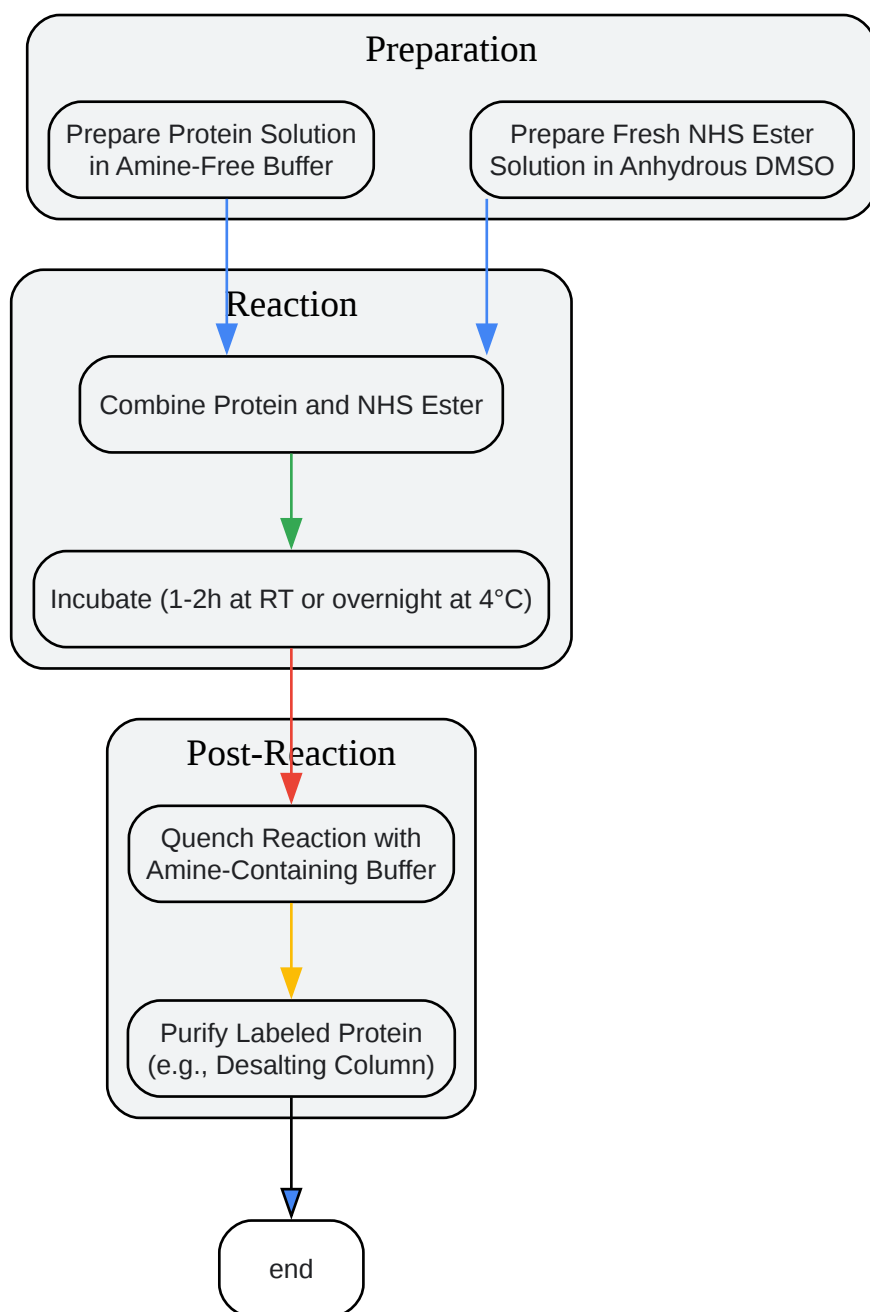 Preparation
Prepare Protein Solution
in Amine-Free Buffer
Prepare Fresh NHS Ester
Solution in Anhydrous DMSO
Reaction
Combine Protein and NHS Ester
Incubate (1-2h at RT or overnight at 4°C)
Post-Reaction
Quench Reaction with
Amine-Containing Buffer
Purify Labeled Protein
(e.g., Desalting Column)
end